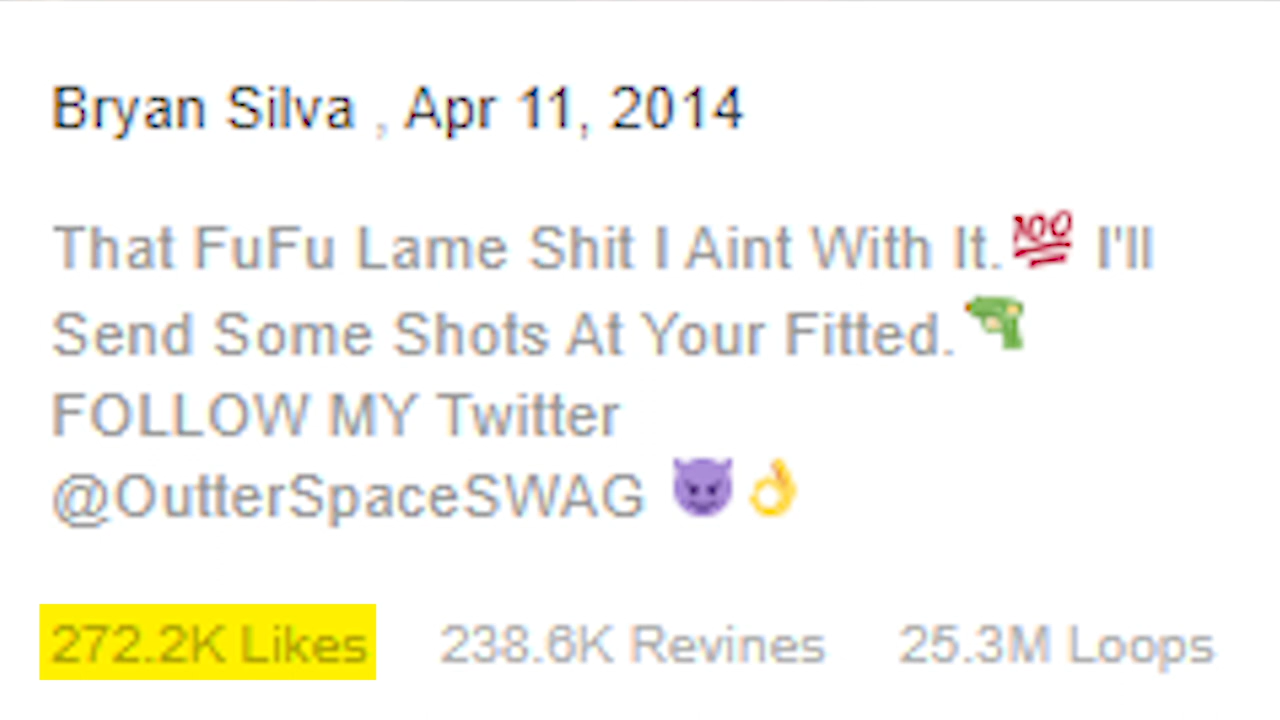 Bryan Silva , Apr 11, 2014
That FuFu Lame Shit I Aint With It.💯 I'll
Send Some Shots At Your Fitted.🔫
FOLLOW MY Twitter
@OutterSpaceSWAG 😈👌
272.2K Likes 238.6K Revines 25.3M Loops